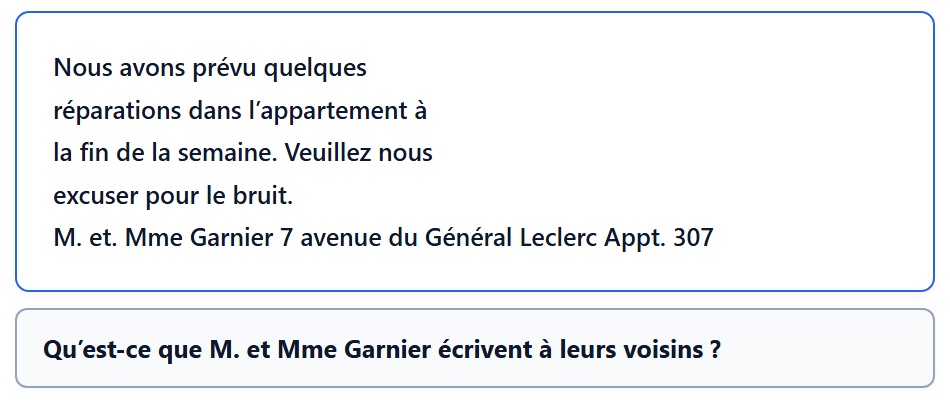 Nous avons prévu quelques
réparations dans l’appartement à
la fin de la semaine. Veuillez nous
excuser pour le bruit.
M. et. Mme Garnier 7 avenue du Général Leclerc Appt. 307
Qu’est-ce que M. et Mme Garnier écrivent à leurs voisins ?